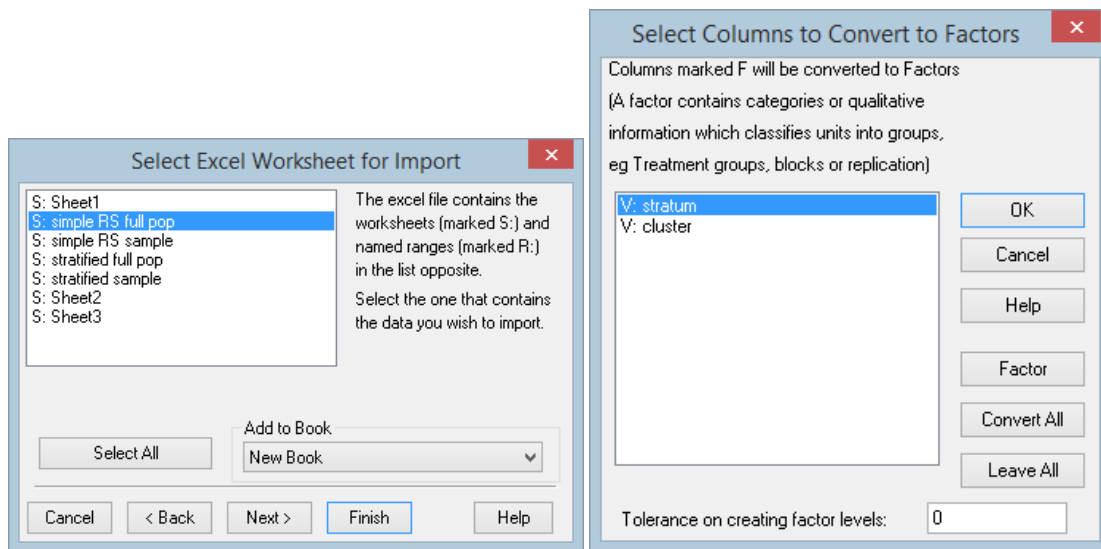 Select Excel Worksheet for Import
S: Sheet1
S: simple RS full pop
S: simple RS sample
S: stratified full pop
S: stratified sample
S: Sheet2
S: Sheet3
The excel file contains the
worksheets (marked S:) and
named ranges (marked R:)
in the list opposite.
Select the one that contains
the data you wish to import.
Select All
Add to Book
New Book
Cancel
< Back
Next >
Finish
Help
Select Columns to Convert to Factors
Columns marked F will be converted to Factors
(A factor contains categories or qualitative
information which classifies units into groups,
eg Treatment groups, blocks or replication)
V: stratum
V: cluster
OK
Cancel
Help
Factor
Convert All
Leave All
Tolerance on creating factor levels:
0